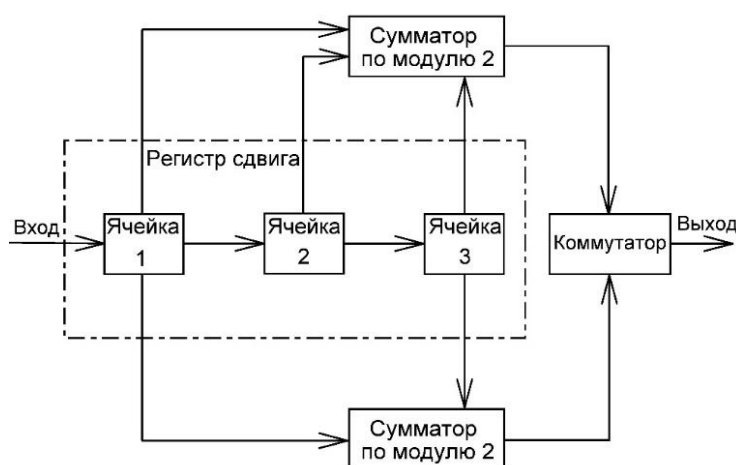 Сумматор
по модулю 2
Регистр сдвига
Вход
Ячейка
1
Ячейка
2
Ячейка
3
Коммутатор
Выход
Сумматор
по модулю 2